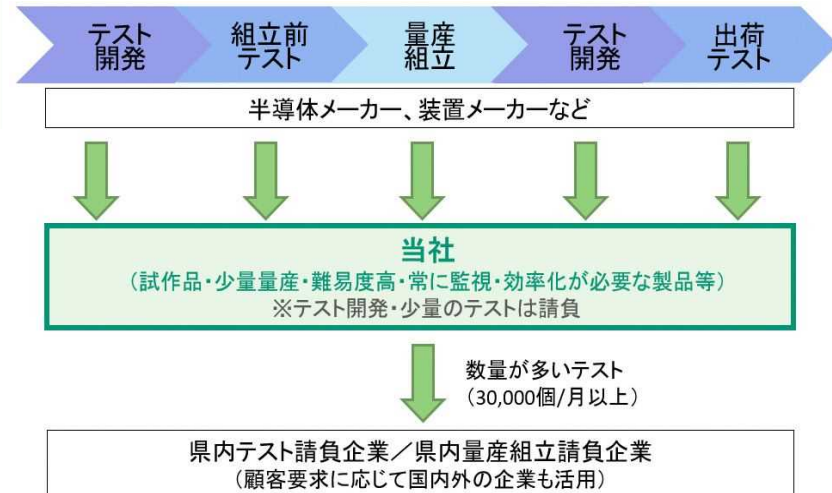 テスト
開発
組立前
テスト
量産
組立
テスト
開発
出荷
テスト
半導体メーカー、装置メーカーなど
当社
(試作品・少量量産・難易度高・常に監視・効率化が必要な製品等)
※テスト開発・少量のテストは請負
数量が多いテスト
(30,000個/月以上)
県内テスト請負企業／県内量産組立請負企業
(顧客要求に応じて国内外の企業も活用)